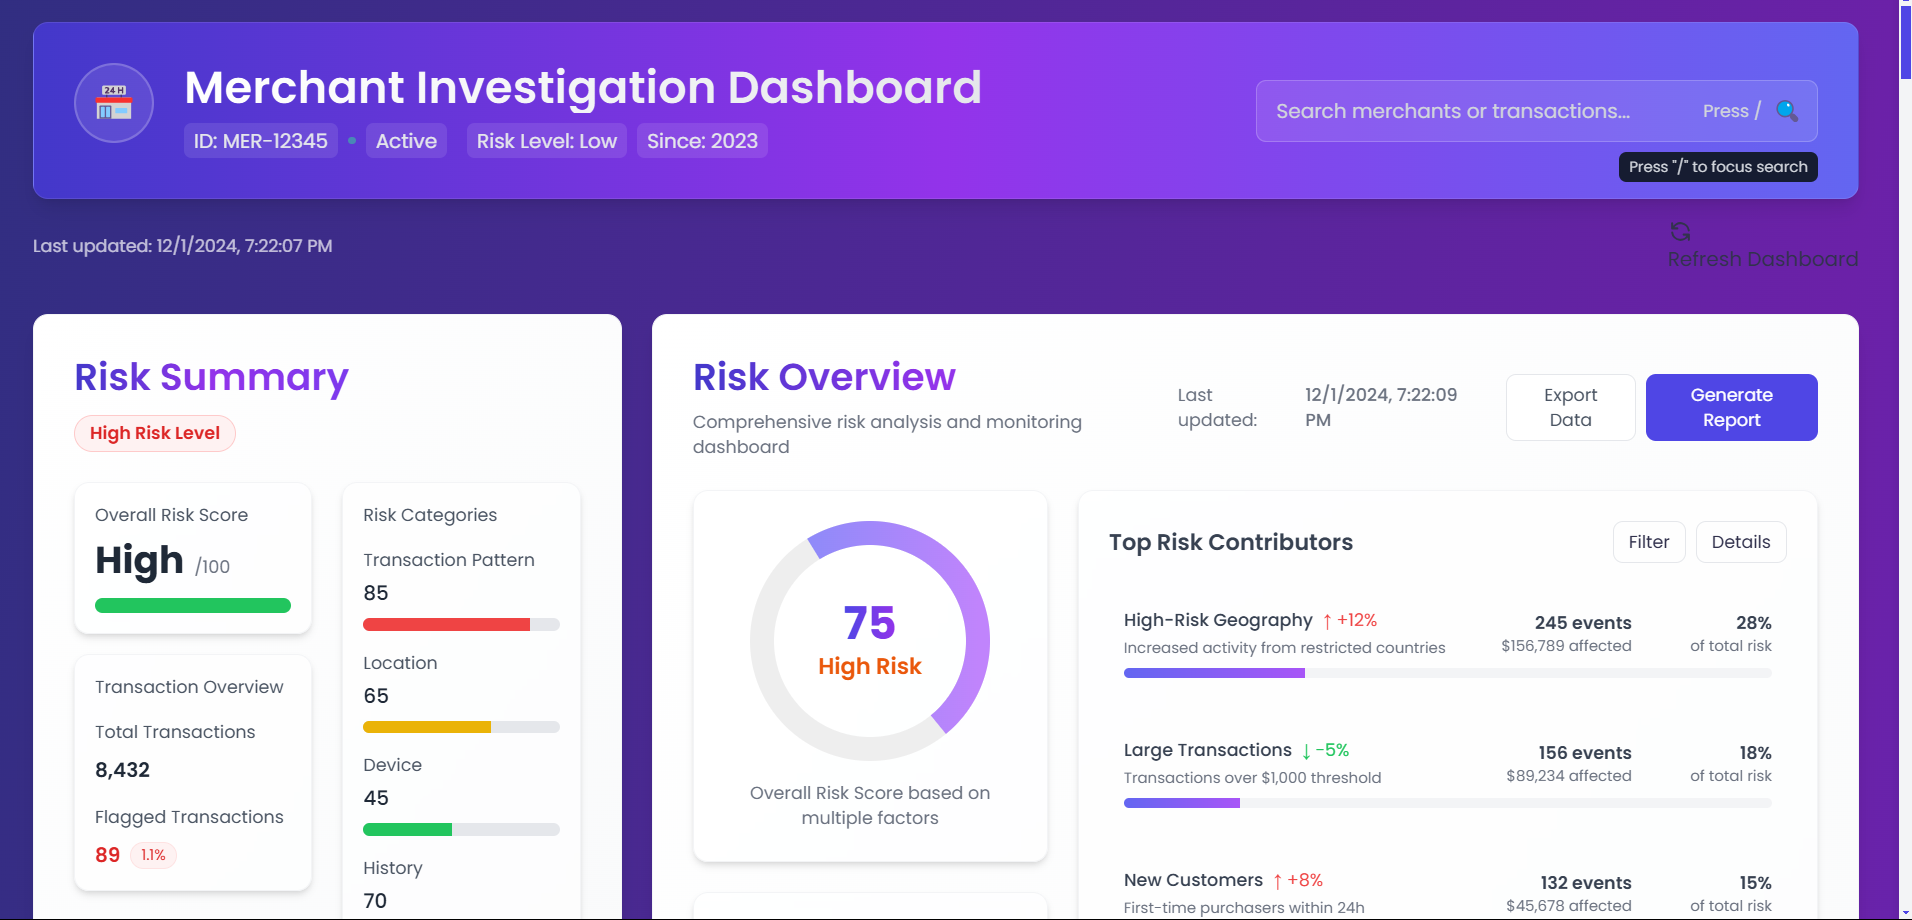 24 H
Merchant Investigation Dashboard
ID: MER-12345 • Active Risk Level: Low Since: 2023
Search merchants or transactions... Press /
Press "/" to focus search
Last updated: 12/1/2024, 7:22:07 PM
Refresh Dashboard
Risk Summary
High Risk Level
Overall Risk Score
High /100
Transaction Overview
Total Transactions
8,432
Flagged Transactions
89 1.1%
Risk Categories
Transaction Pattern
85
Location
65
Device
45
History
70
Risk Overview
Comprehensive risk analysis and monitoring
dashboard
Last
updated:
12/1/2024, 7:22:09
PM
Export
Data
Generate
Report
75
High Risk
Overall Risk Score based on
multiple factors
Top Risk Contributors
Filter
Details
High-Risk Geography ↑ +12% 245 events 28%
Increased activity from restricted countries $156,789 affected of total risk
Large Transactions ↓ -5% 156 events 18%
Transactions over $1,000 threshold $89,234 affected of total risk
New Customers ↑ +8% 132 events 15%
First-time purchasers within 24h $45,678 affected of total risk